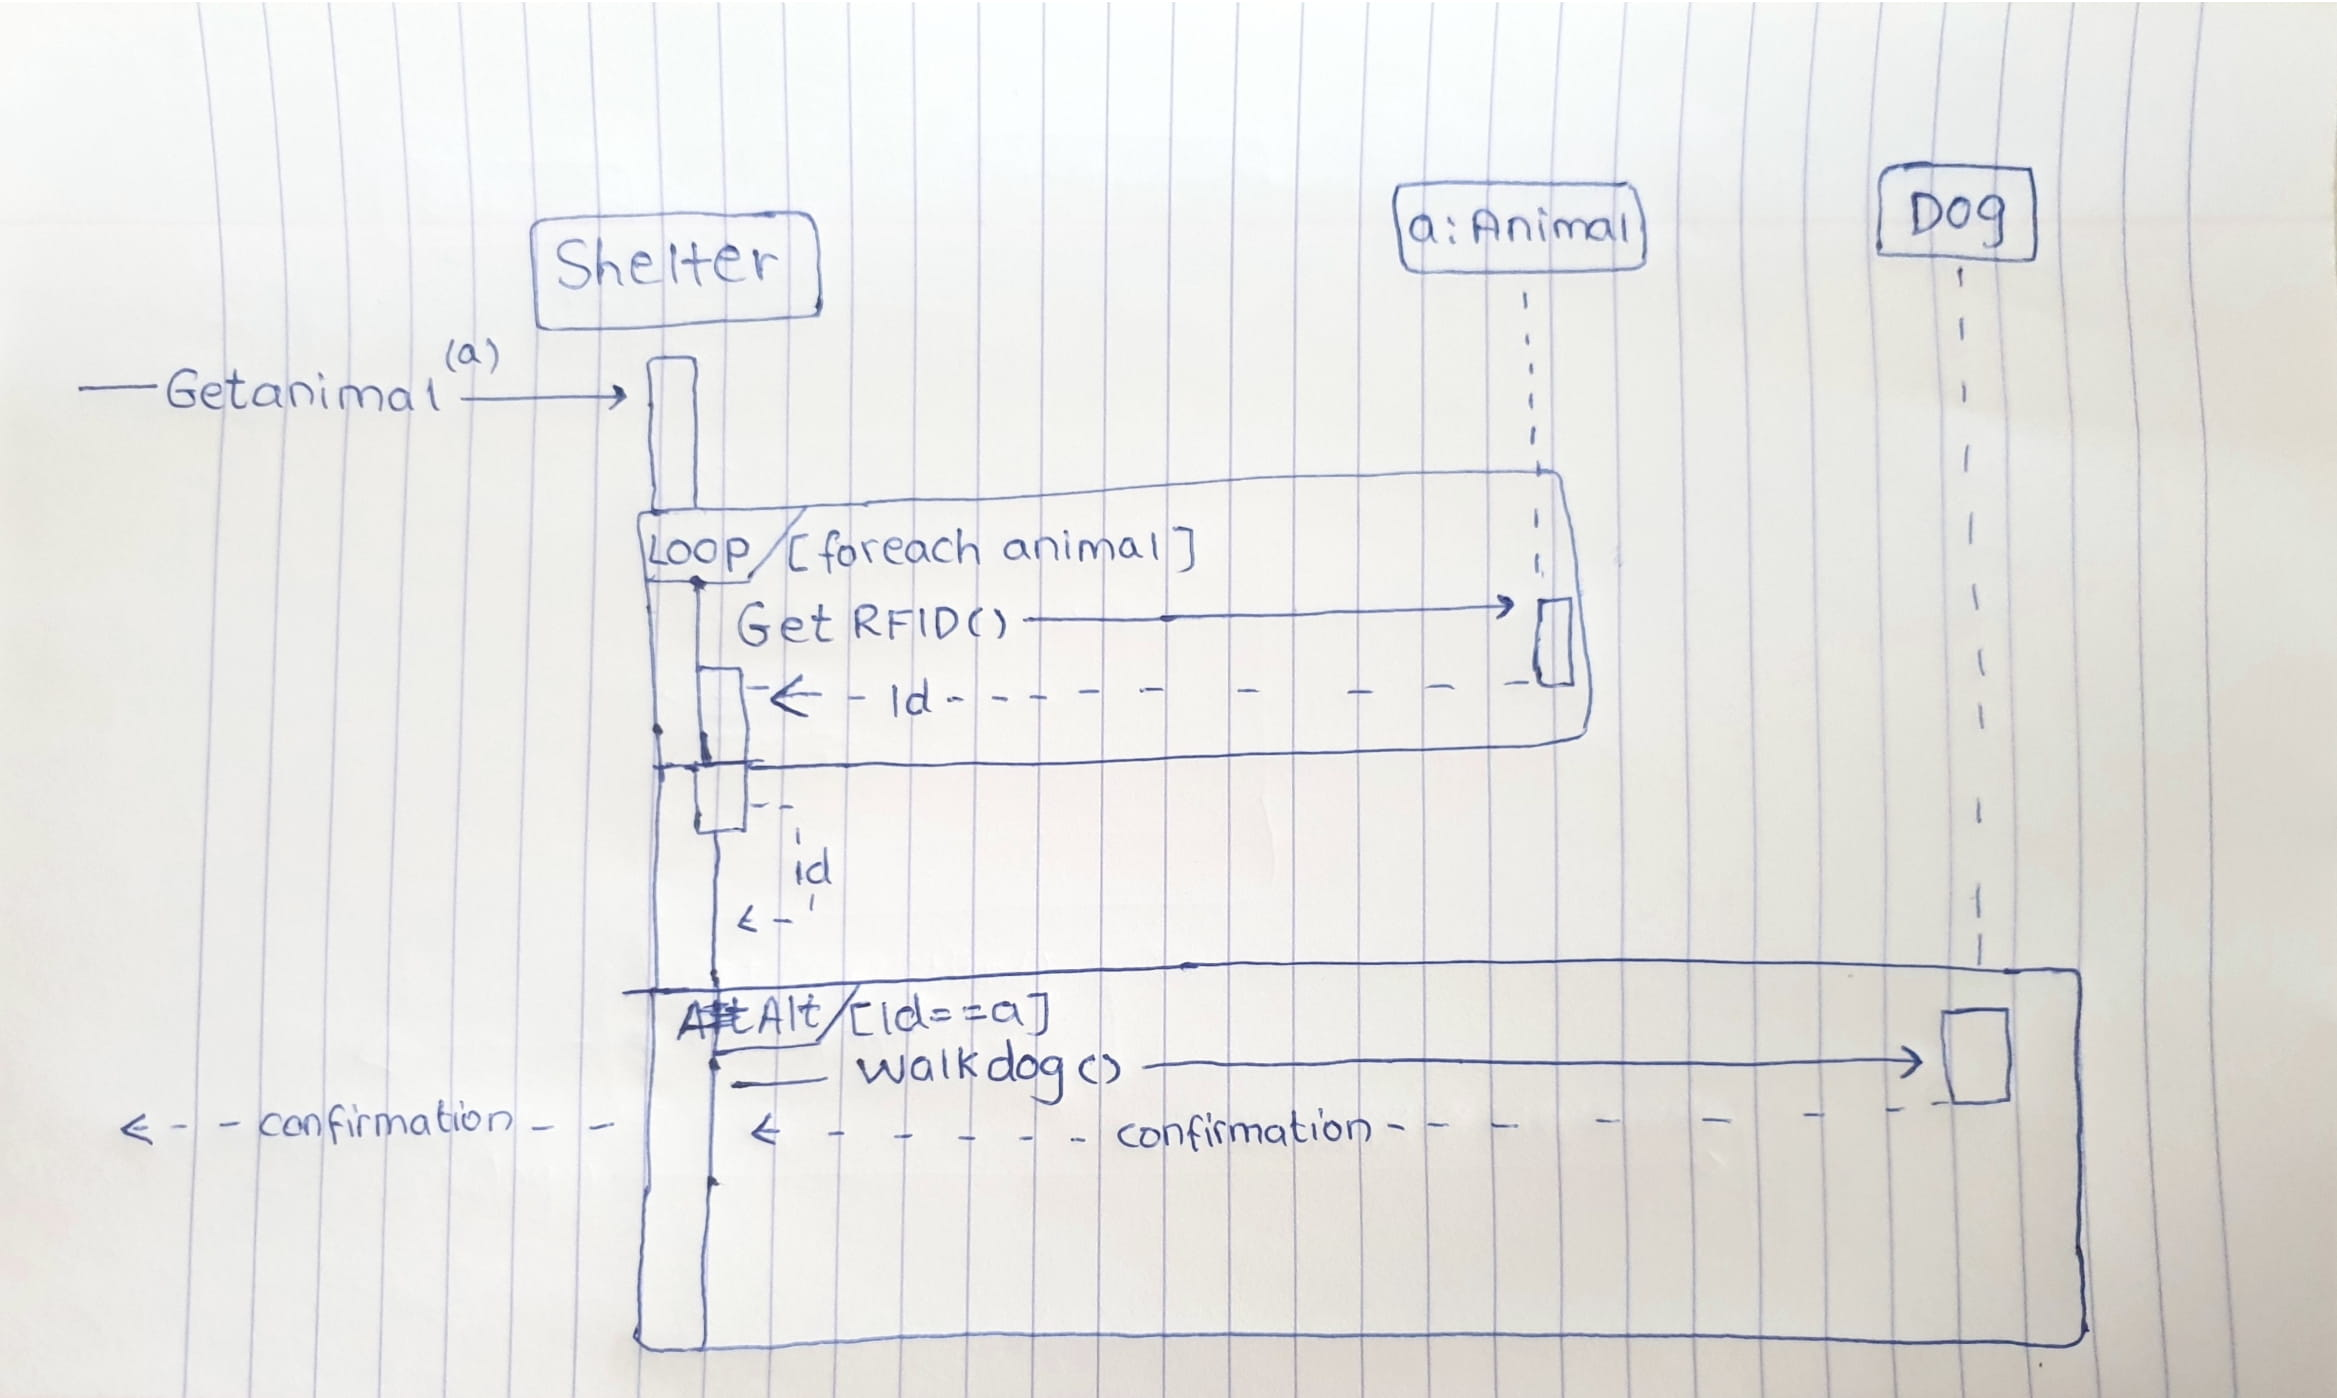 Shelter
a: Animal
Dog
Getanimal (a)
LOOP [foreach animal]
Get RFID()
Id
id
Alt [Id==a]
walkdog()
confirmation
confirmation